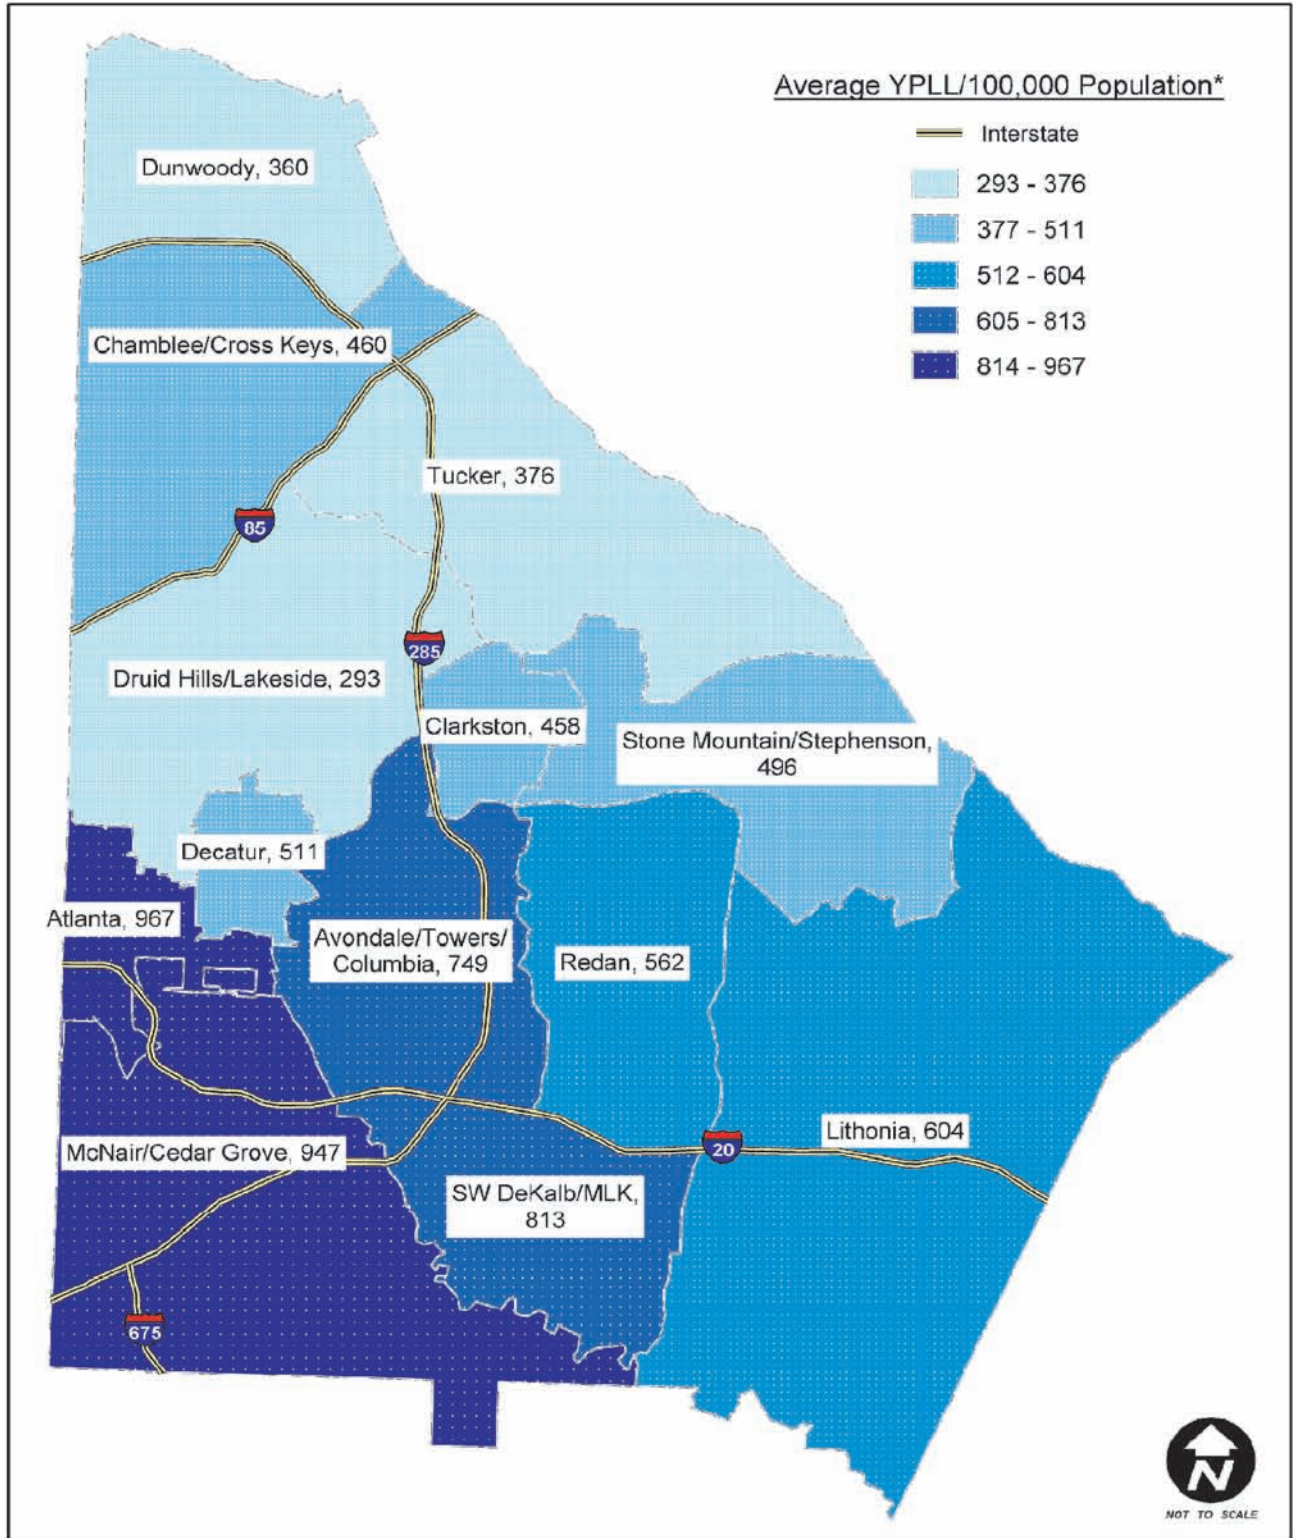 Average YPLL/100,000 Population*
Interstate
293 - 376
377 - 511
512 - 604
605 - 813
814 - 967
Dunwoody, 360
Chamblee/Cross Keys, 460
Tucker, 376
85
285
Druid Hills/Lakeside, 293
Clarkston, 458
Stone Mountain/Stephenson,
496
Decatur, 511
Atlanta, 967
Avondale/Towers/
Columbia, 749
Redan, 562
Lithonia, 604
20
McNair/Cedar Grove, 947
SW DeKalb/MLK,
813
675
N
NOT TO SCALE